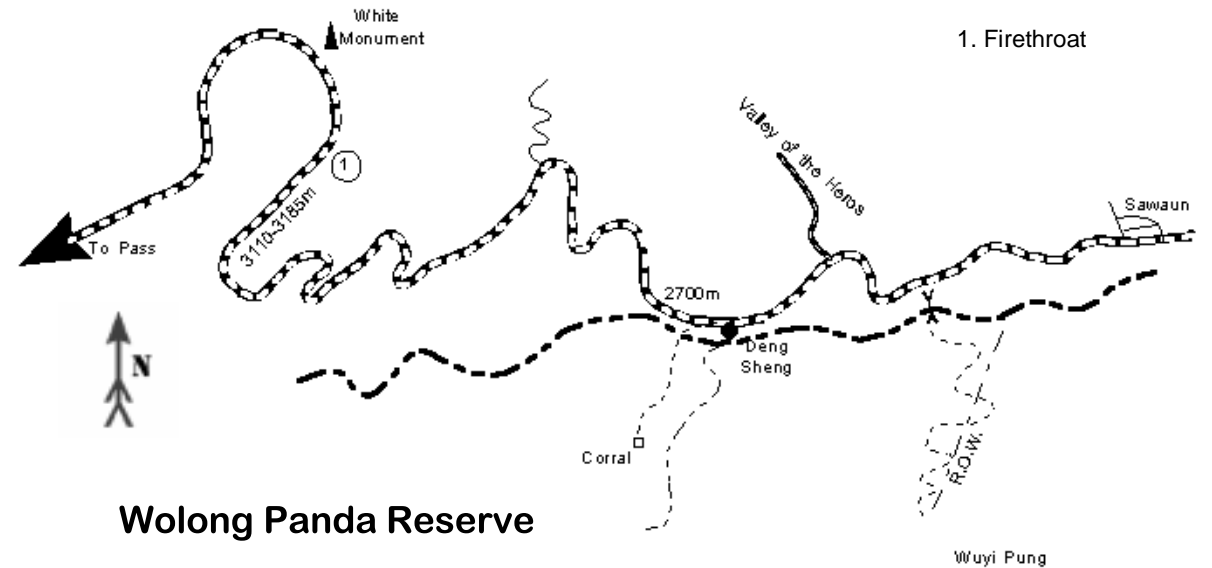 White
Monument
1. Firethroat
Valley of the Heros
1
Sawaun
3110-3185m
To Pass
2700m
N
Deng
Sheng
Corral
R.O.W.
Wolong Panda Reserve
Wuyi Pung